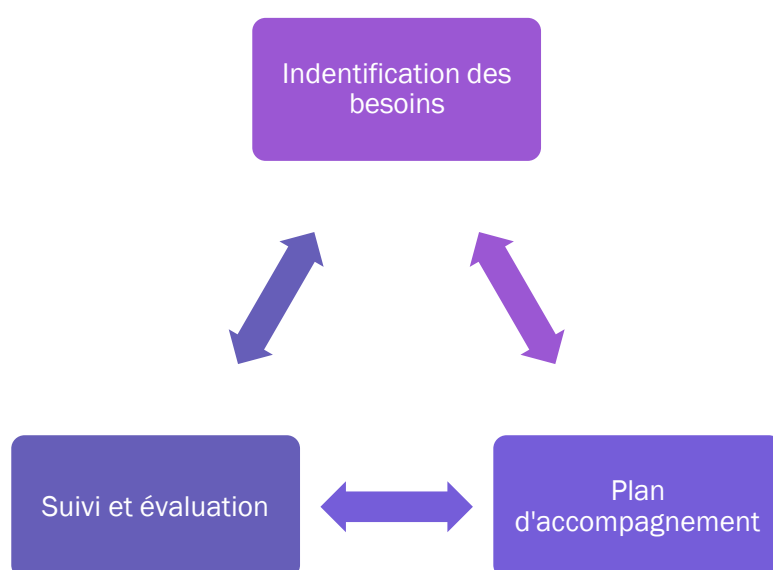 Indentification des
besoins
Suivi et évaluation
Plan
d'accompagnement